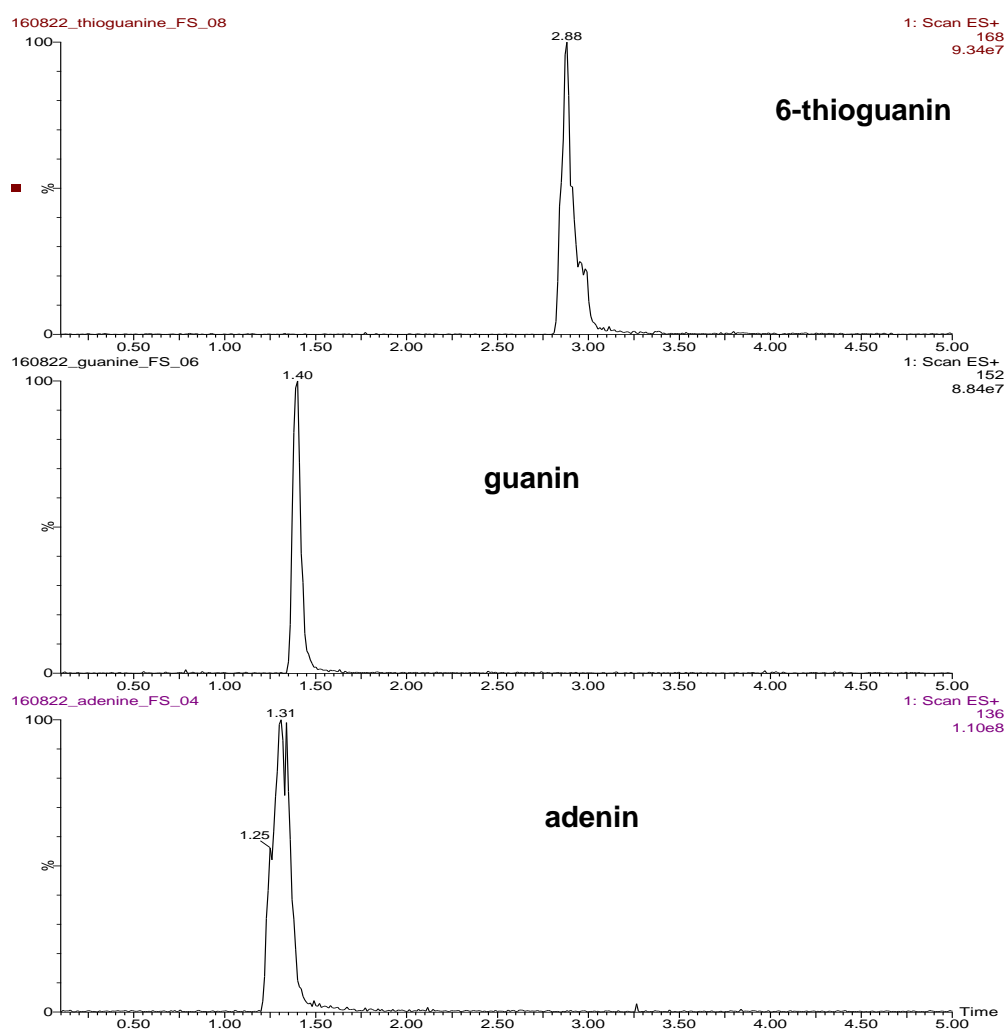 160822_thioguanine_FS_08
1: Scan ES+
168
9.34e7
100
2.88
6-thioguanin
%
0
0.50 1.00 1.50 2.00 2.50 3.00 3.50 4.00 4.50 5.00
160822_guanine_FS_06
1: Scan ES+
152
8.84e7
100
1.40
guanin
%
0
0.50 1.00 1.50 2.00 2.50 3.00 3.50 4.00 4.50 5.00
160822_adenine_FS_04
1: Scan ES+
136
1.10e8
100
1.31
adenin
1.25
%
0
Time
0.50 1.00 1.50 2.00 2.50 3.00 3.50 4.00 4.50 5.00